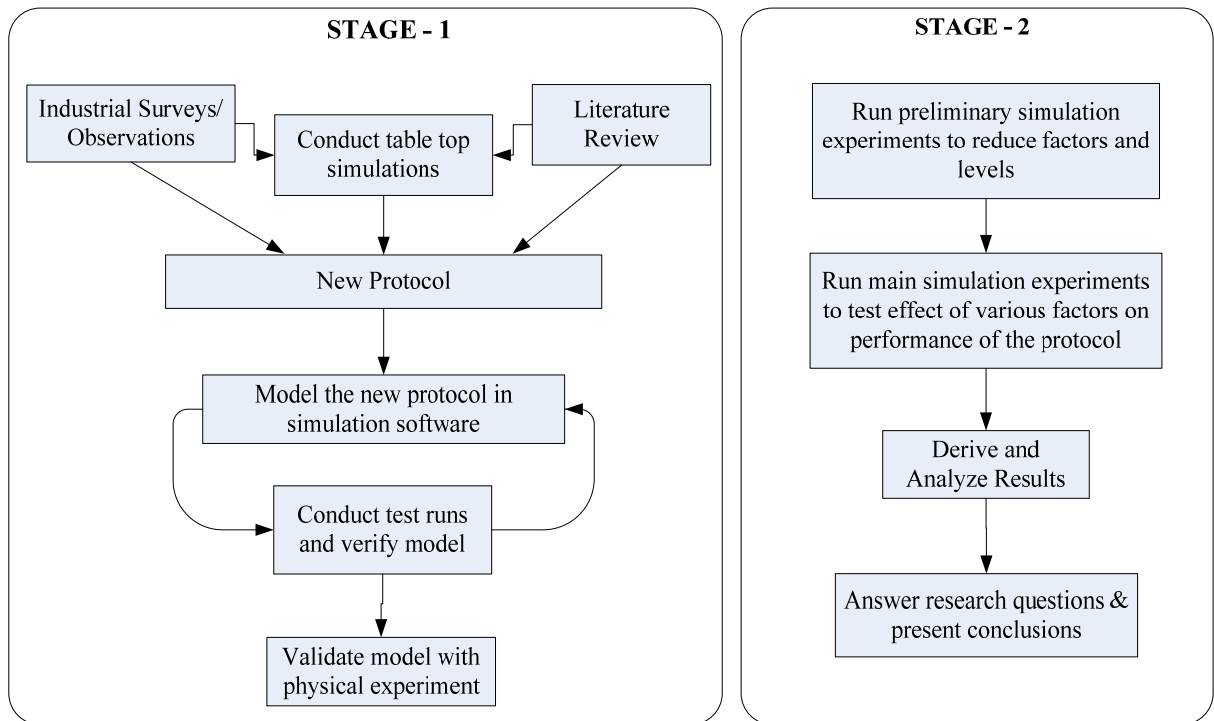 STAGE - 1
Industrial Surveys/
Observations
Conduct table top
simulations
Literature
Review
New Protocol
Model the new protocol in
simulation software
Conduct test runs
and verify model
Validate model with
physical experiment
STAGE - 2
Run preliminary simulation
experiments to reduce factors and
levels
Run main simulation experiments
to test effect of various factors on
performance of the protocol
Derive and
Analyze Results
Answer research questions &
present conclusions